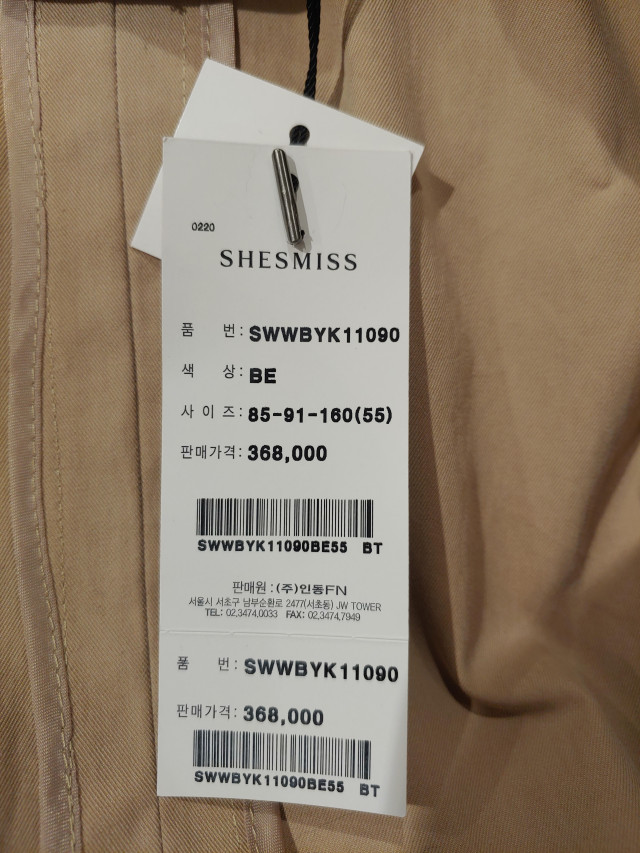 0220
SHESMISS
품 번: SWWBYK11090
색 상: BE
사 이 즈: 85-91-160(55)
판매가격: 368,000
SWWBYK11090BE55 BT
판매원 : (주)인동FN
서울시 서초구 남부순환로 2477(서초동) JW TOWER
TEL: 02.3474.0033 FAX: 02.3474.7949
품 번: SWWBYK11090
판매가격: 368,000
SWWBYK11090BE55 BT